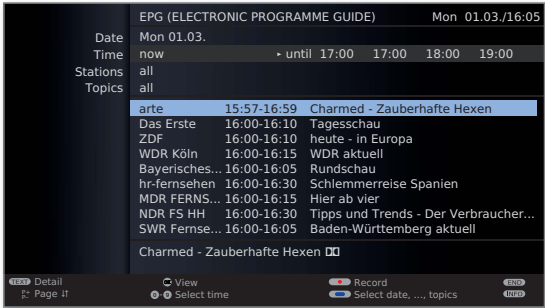 EPG (ELECTRONIC PROGRAMME GUIDE) Mon 01.03./16:05
Date Mon 01.03.
Time now ▸ until 17:00 17:00 18:00 19:00
Stations all
Topics all
arte 15:57-16:59 Charmed - Zauberhafte Hexen
Das Erste 16:00-16:10 Tagesschau
ZDF 16:00-16:10 heute - in Europa
WDR Köln 16:00-16:15 WDR aktuell
Bayerisches... 16:00-16:05 Rundschau
hr-fernsehen 16:00-16:30 Schlemmerreise Spanien
MDR FERNS... 16:00-16:15 Hier ab vier
NDR FS HH 16:00-16:30 Tipps und Trends - Der Verbraucher...
SWR Fernse... 16:00-16:05 Baden-Württemberg aktuell
Charmed - Zauberhafte Hexen
TEXT Detail View Record END
P+ P- Page ↓↑ 0-9 Select time Select date, ..., topics INFO